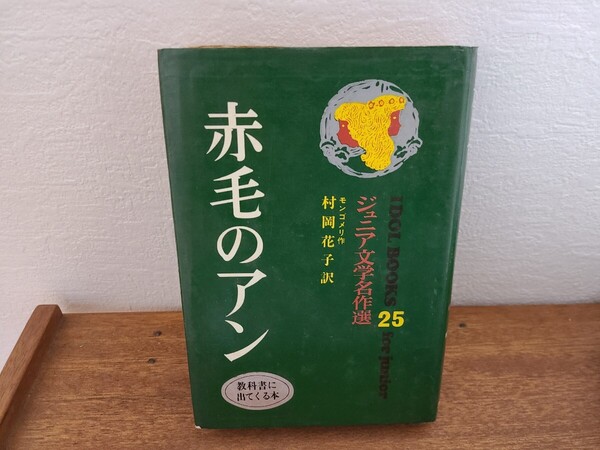 赤毛のアン
モンゴメリ作
村岡花子訳
ジュニア文学名作選
IDOL BOOKS 25 for junior
教科書に
出てくる本